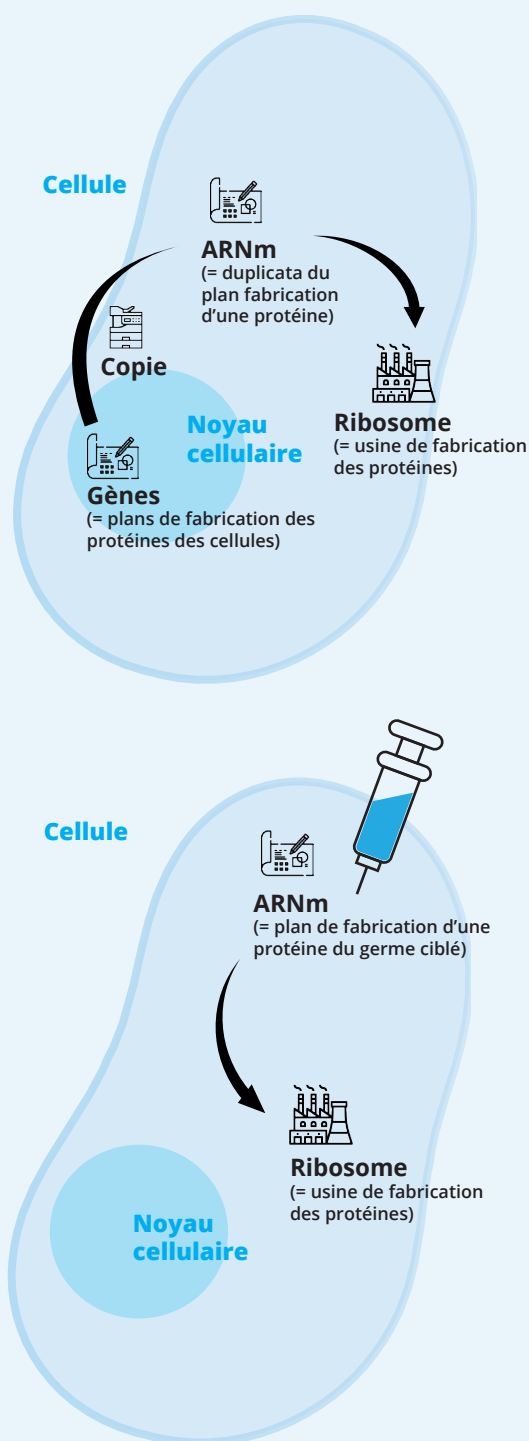 Cellule
ARNm
(= duplicata du
plan fabrication
d’une protéine)
Copie
Noyau
cellulaire
Ribosome
(= usine de fabrication
des protéines)
Gènes
(= plans de fabrication des
protéines des cellules)
Cellule
ARNm
(= plan de fabrication d’une
protéine du germe ciblé)
Ribosome
(= usine de fabrication
des protéines)
Noyau
cellulaire